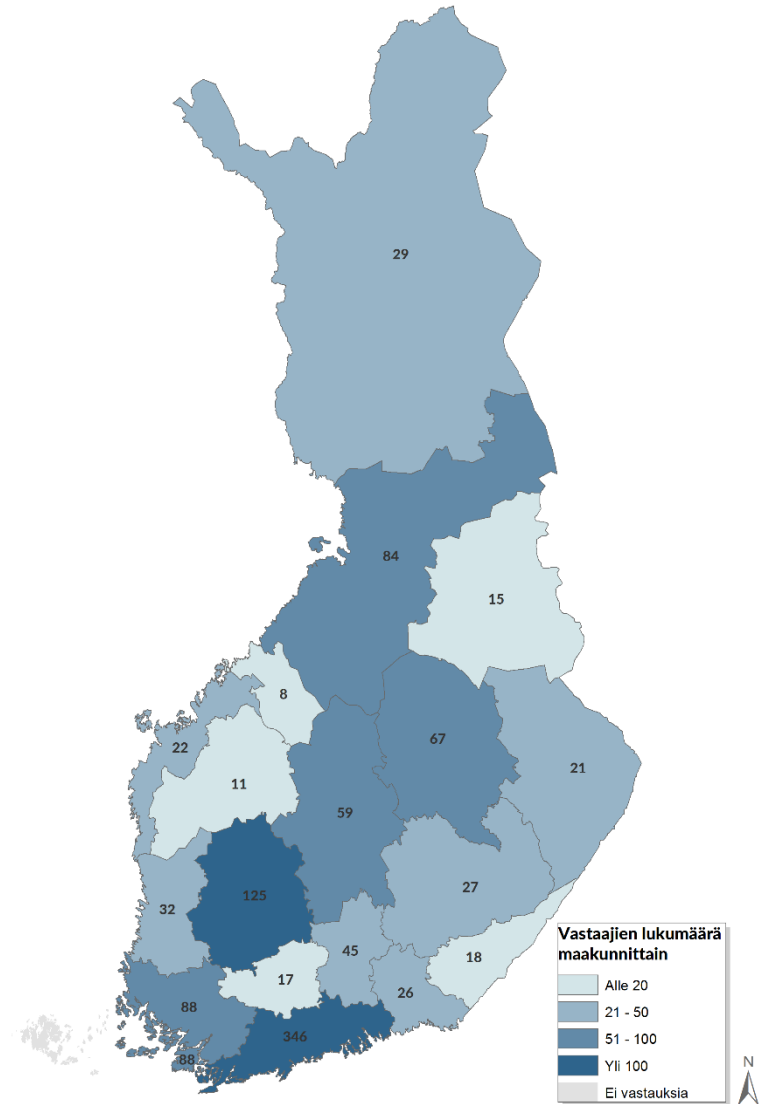 29
84
15
8
67
22
21
11
59
27
125
32
45
18
17
26
88
346
88
Vastaajien lukumäärä
maakunnittain
Alle 20
21 - 50
51 - 100
Yli 100
Ei vastauksia
N